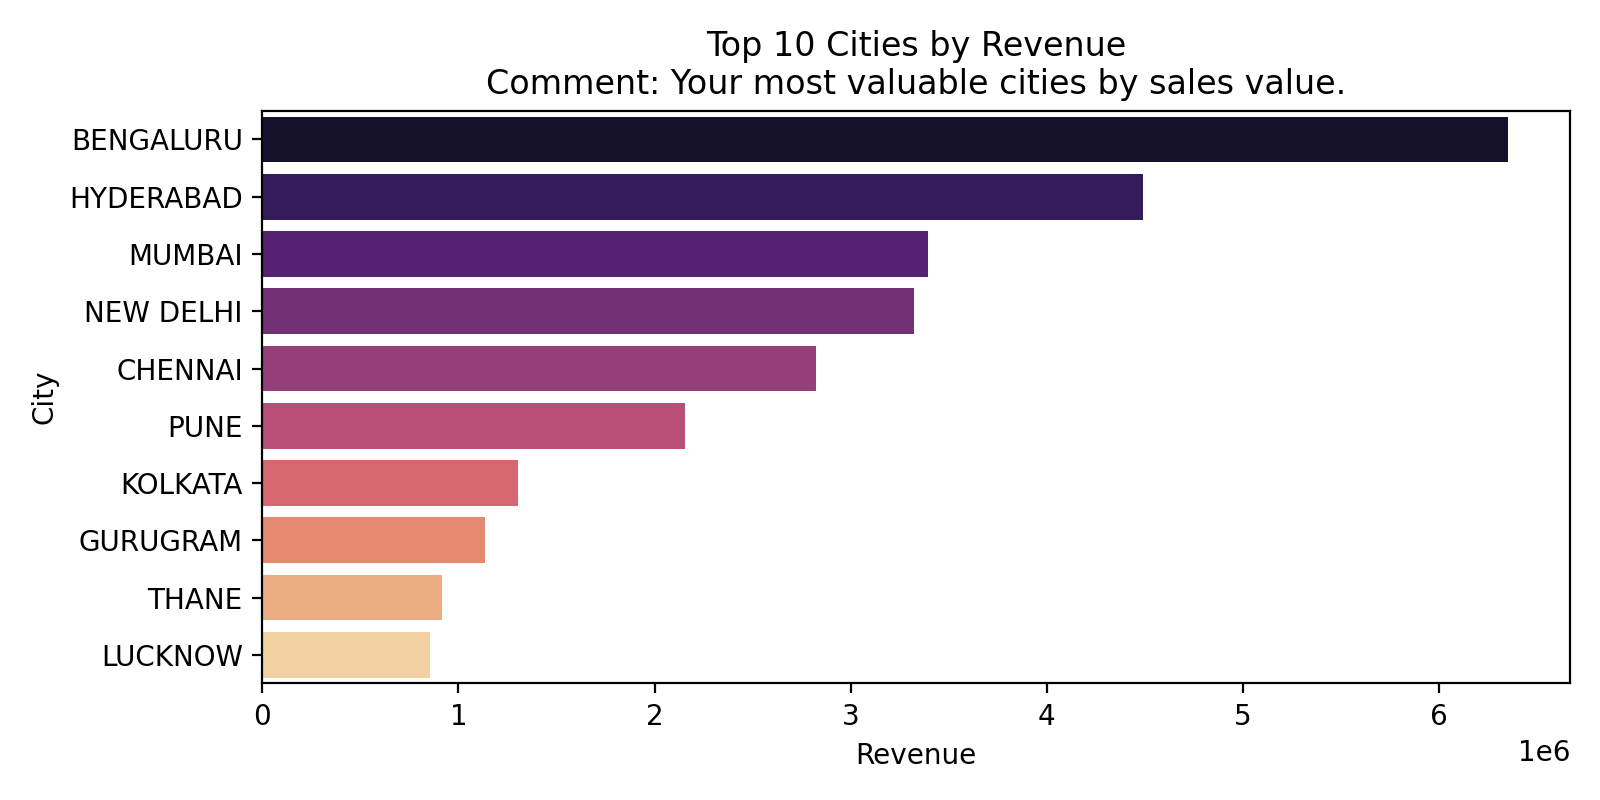 Top 10 Cities by Revenue
Comment: Your most valuable cities by sales value.
City
BENGALURU
HYDERABAD
MUMBAI
NEW DELHI
CHENNAI
PUNE
KOLKATA
GURUGRAM
THANE
LUCKNOW
0 1 2 3 4 5 6
1e6
Revenue